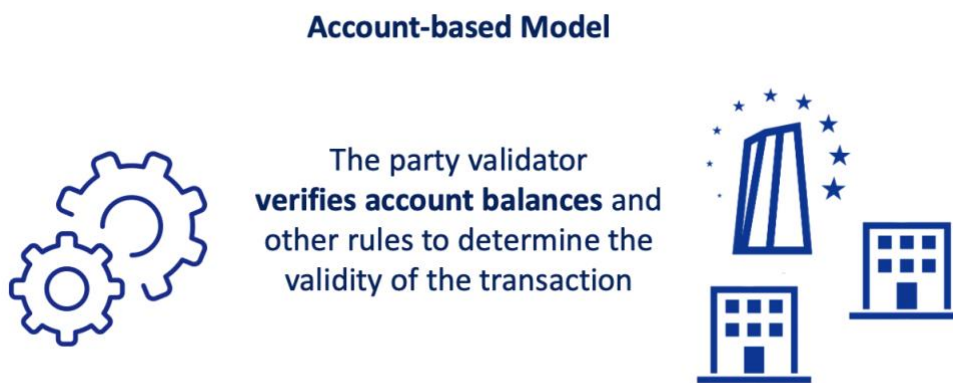 Account-based Model
The party validator
verifies account balances and
other rules to determine the
validity of the transaction